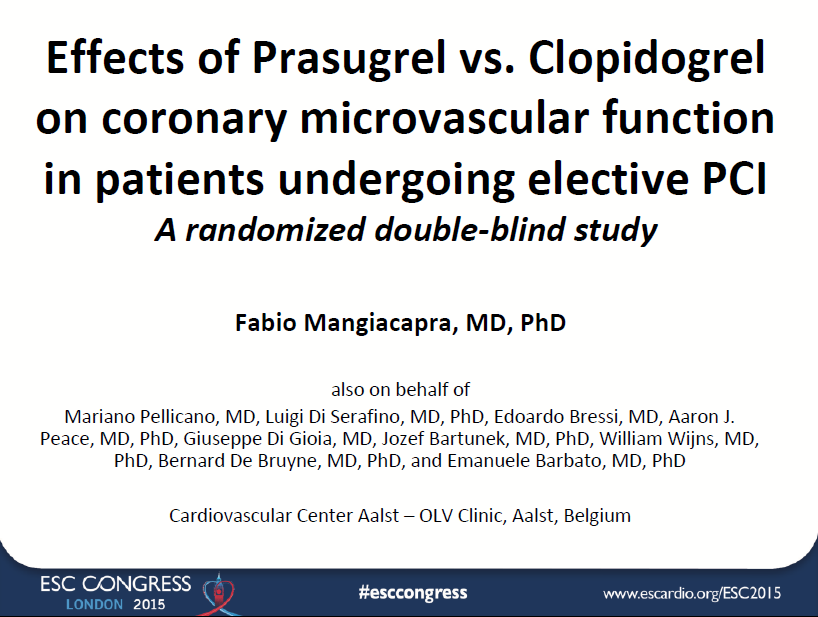 Effects of Prasugrel vs. Clopidogrel
on coronary microvascular function
in patients undergoing elective PCI
A randomized double-blind study
Fabio Mangiacapra, MD, PhD
also on behalf of
Mariano Pellicano, MD, Luigi Di Serafino, MD, PhD, Edoardo Bressi, MD, Aaron J.
Peace, MD, PhD, Giuseppe Di Gioia, MD, Jozef Bartunek, MD, PhD, William Wijns, MD,
PhD, Bernard De Bruyne, MD, PhD, and Emanuele Barbato, MD, PhD
Cardiovascular Center Aalst – OLV Clinic, Aalst, Belgium
ESC CONGRESS
LONDON 2015
#esccongress
www.escardio.org/ESC2015